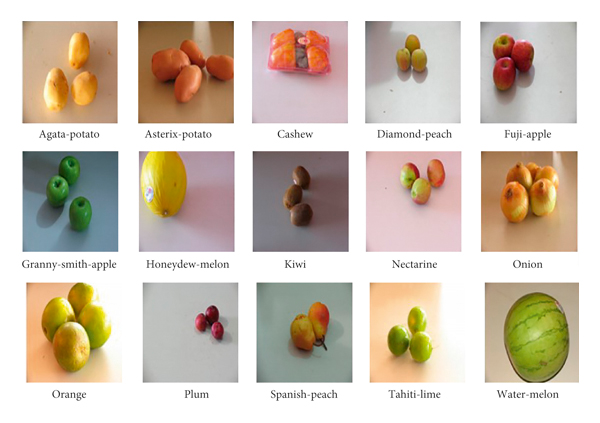 Agata-potato
Asterix-potato
Cashew
Diamond-peach
Fuji-apple
Granny-smith-apple
Honeydew-melon
Kiwi
Nectarine
Onion
Orange
Plum
Spanish-peach
Tahiti-lime
Water-melon